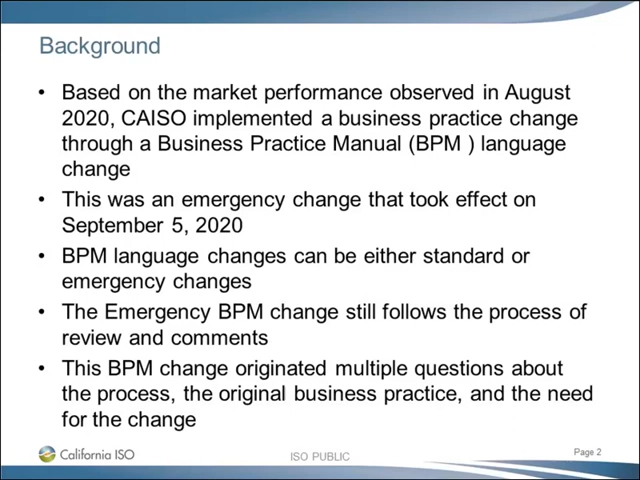 Background
• Based on the market performance observed in August
2020, CAISO implemented a business practice change
through a Business Practice Manual (BPM ) language
change
• This was an emergency change that took effect on
September 5, 2020
• BPM language changes can be either standard or
emergency changes
• The Emergency BPM change still follows the process of
review and comments
• This BPM change originated multiple questions about
the process, the original business practice, and the need
for the change
California ISO
ISO PUBLIC
Page 2